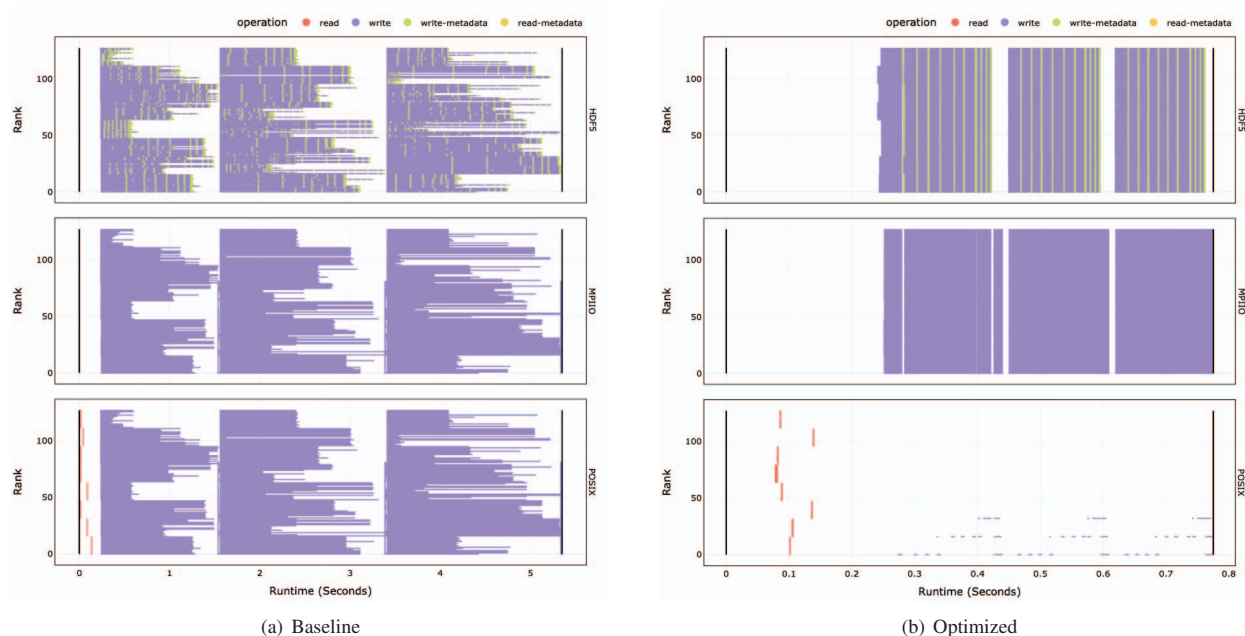 operation read write write-metadata read-metadata
100
50
0
Rank
HDF5
100
50
0
Rank
MPIIO
100
50
0
Rank
POSIX
0 1 2 3 4 5
Runtime (Seconds)
(a) Baseline
operation read write write-metadata read-metadata
100
50
0
Rank
HDF5
100
50
0
Rank
MPIIO
100
50
0
Rank
POSIX
0 0.1 0.2 0.3 0.4 0.5 0.6 0.7 0.8
Runtime (Seconds)
(b) Optimized